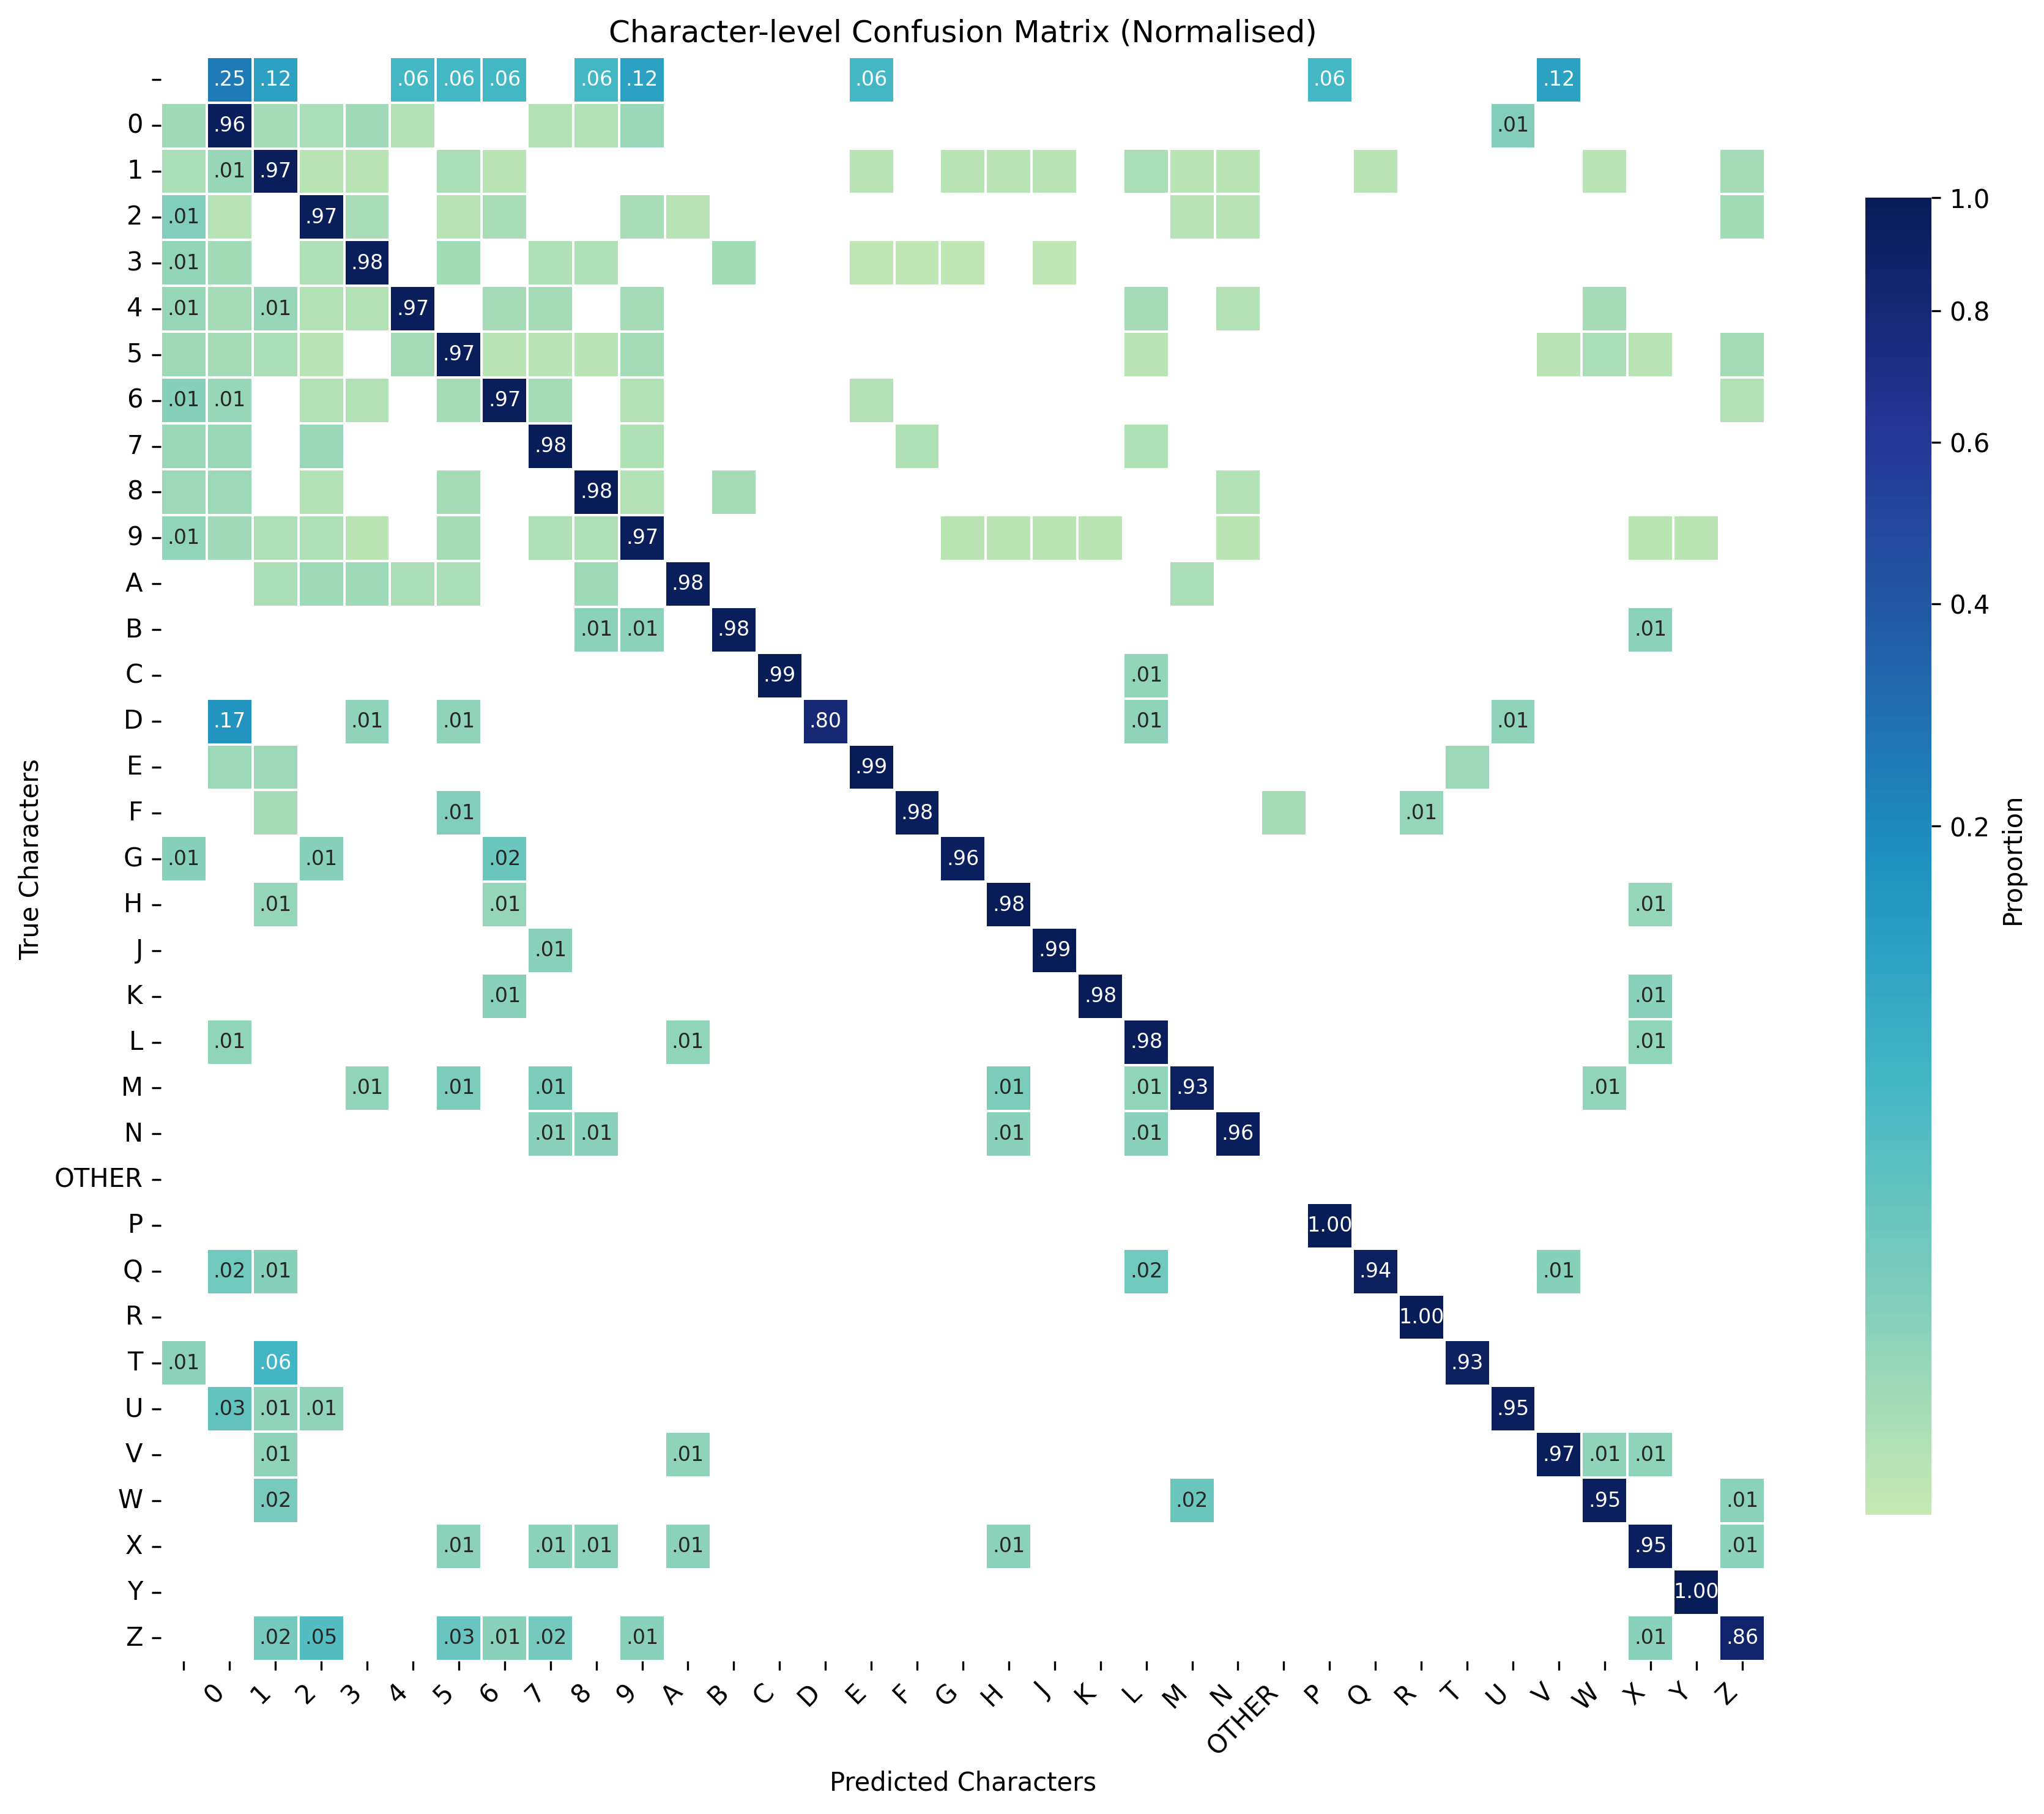 Character-level Confusion Matrix (Normalised)
.25 .12 .06 .06 .06 .06 .12 .06 .06 .12
0 .96 .01
1 .01 .97
2 .01 .97
3 .01 .98
4 .01 .01 .97
5 .97
6 .01 .01 .97
7 .98
8 .98
9 .01 .97
A .98
B .01 .01 .98 .01
C .99 .01
D .17 .01 .01 .80 .01 .01
E .99
F .01 .98 .01
G .01 .01 .02 .96
H .01 .01 .98 .01
J .01 .99
K .01 .98 .01
L .01 .01 .98 .01
M .01 .01 .01 .01 .01 .93 .01
N .01 .01 .01 .01 .96
OTHER
P 1.00
Q .02 .01 .02 .94 .01
R 1.00
T .01 .06 .93
U .03 .01 .01 .95
V .01 .01 .97 .01 .01
W .02 .02 .95 .01
X .01 .01 .01 .01 .01 .95 .01
Y 1.00
Z .02 .05 .03 .01 .02 .01 .01 .86
0 1 2 3 4 5 6 7 8 9 A B C D E F G H J K L M N OTHER P Q R T U V W X Y Z
Predicted Characters
True Characters
1.0
0.8
0.6
0.4
0.2
Proportion